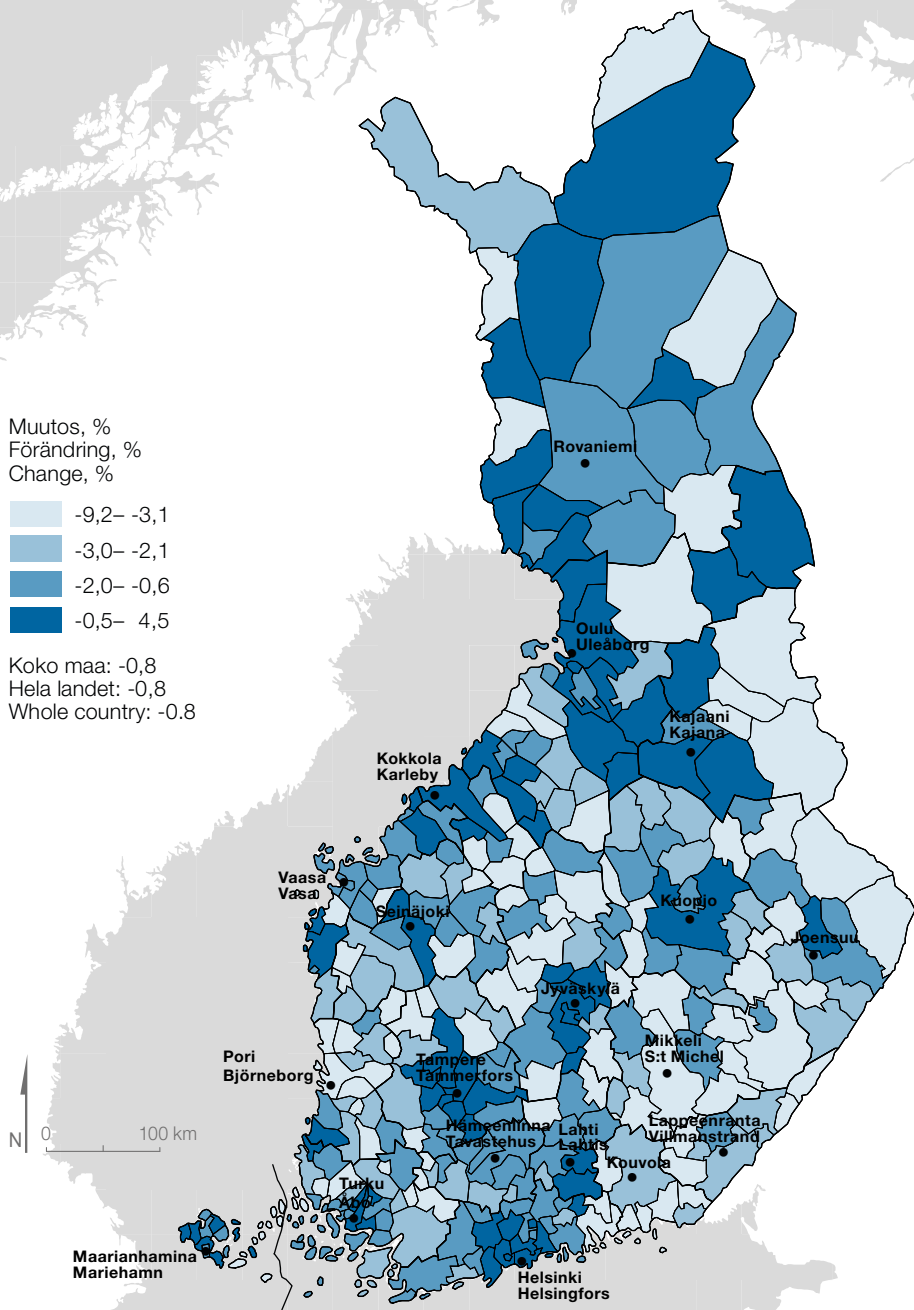 Muutos, %
Förändring, %
Change, %
-9,2– -3,1
-3,0– -2,1
-2,0– -0,6
-0,5– 4,5
Koko maa: -0,8
Hela landet: -0,8
Whole country: -0.8
Rovaniemi
Oulu
Uleåborg
Kajaani
Kajana
Kokkola
Karleby
Vaasa
Vasa
Seinäjoki
Kuopio
Joensuu
Jyväskylä
Mikkeli
S:t Michel
Pori
Björneborg
Tampere
Tammerfors
Hämeenlinna
Tavastehus
Lahti
Lahtis
Lappeenranta
Villmanstrand
Kouvola
Turku
Åbo
Maarianhamina
Mariehamn
Helsinki
Helsingfors
N
0
100 km